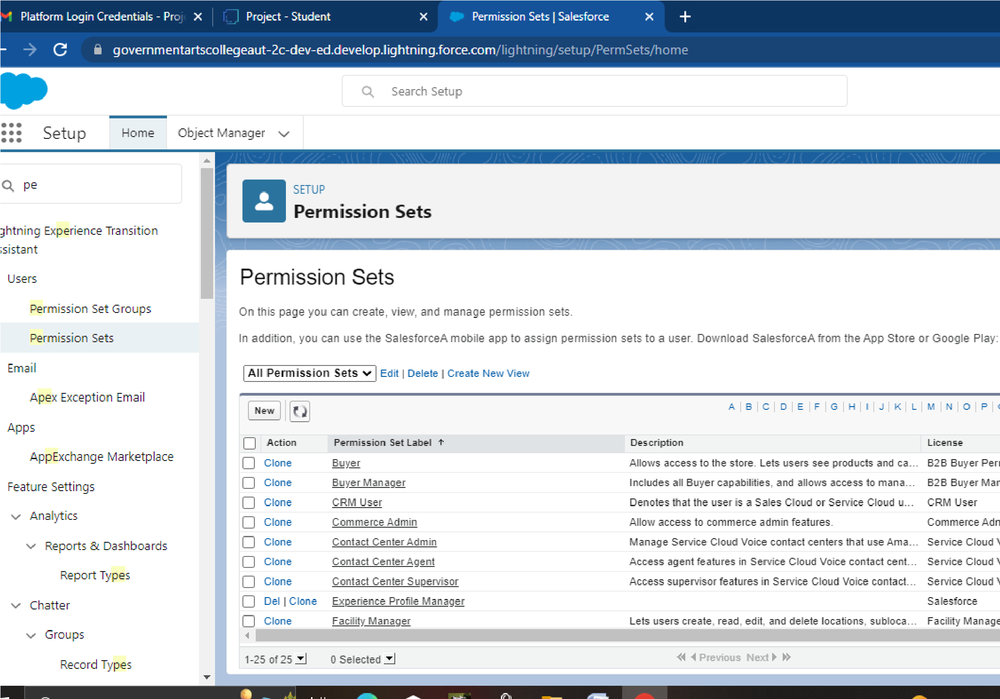 Platform Login Credentials - Proj
Project - Student
Permission Sets | Salesforce
governmentartscollegeaut-2c-dev-ed.develop.lightning.force.com/lightning/setup/PermSets/home
Search Setup
Setup
Home
Object Manager
pe
ghtning Experience Transition
ssistant
Users
Permission Set Groups
Permission Sets
Email
Apex Exception Email
Apps
AppExchange Marketplace
Feature Settings
Analytics
Reports & Dashboards
Report Types
Chatter
Groups
Record Types
SETUP
Permission Sets
Permission Sets
On this page you can create, view, and manage permission sets.
In addition, you can use the SalesforceA mobile app to assign permission sets to a user. Download SalesforceA from the App Store or Google Play:
All Permission Sets Edit | Delete | Create New View
New
A | B | C | D | E | F | G | H | I | J | K | L | M | N | O | P |
Action Permission Set Label Description License
Clone Buyer Allows access to the store. Lets users see products and ca... B2B Buyer Per
Clone Buyer Manager Includes all Buyer capabilities, and allows access to mana... B2B Buyer Man
Clone CRM User Denotes that the user is a Sales Cloud or Service Cloud u... CRM User
Clone Commerce Admin Allow access to commerce admin features. Commerce Adm
Clone Contact Center Admin Manage Service Cloud Voice contact centers that use Ama... Service Cloud V
Clone Contact Center Agent Access agent features in Service Cloud Voice contact cent... Service Cloud V
Clone Contact Center Supervisor Access supervisor features in Service Cloud Voice contact... Service Cloud V
Del | Clone Experience Profile Manager Salesforce
Clone Facility Manager Lets users create, read, edit, and delete locations, subloca... Facility Manage
1-25 of 25 0 Selected Previous Next